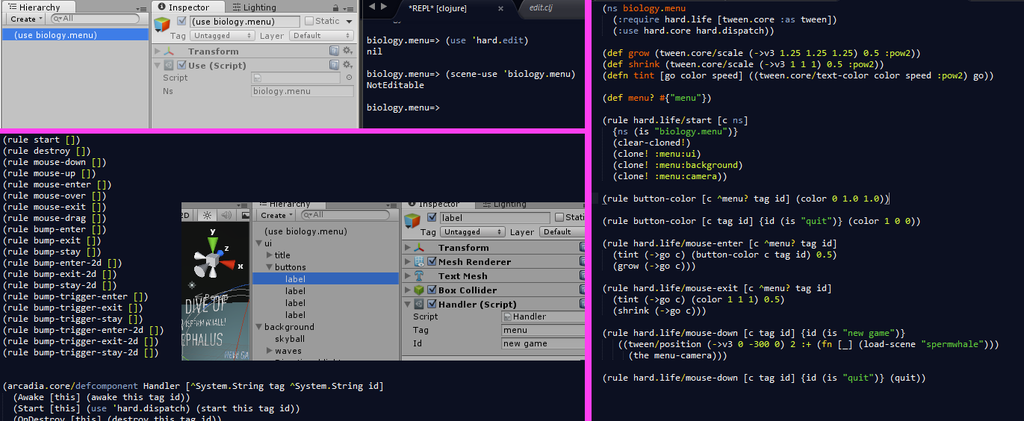 Hierarchy
Create
All
(use biology.menu)
Inspector
Lighting
(use biology.menu)
Static
Tag Untagged Layer Default
Transform
Use (Script)
Script
Ns biology.menu
*REPL* [clojure]
edit.clj
biology.menu=> (use 'hard.edit)
nil
biology.menu=> (scene-use 'biology.menu)
NotEditable
biology.menu=>
(rule start [])
(rule destroy [])
(rule mouse-down [])
(rule mouse-up [])
(rule mouse-enter [])
(rule mouse-over [])
(rule mouse-exit [])
(rule mouse-drag [])
(rule bump-enter [])
(rule bump-exit [])
(rule bump-stay [])
(rule bump-enter-2d [])
(rule bump-exit-2d [])
(rule bump-stay-2d [])
(rule bump-trigger-enter [])
(rule bump-trigger-exit [])
(rule bump-trigger-stay [])
(rule bump-trigger-enter-2d [])
(rule bump-trigger-exit-2d [])
(rule bump-trigger-stay-2d [])
(arcadia.core/defcomponent Handler [^System.String tag ^System.String id]
(Awake [this] (awake this tag id))
(Start [this] (use 'hard.dispatch) (start this tag id))
(OnDestroy [this] (destroy this tag id))
2D
y
z
x
DIVE OF
CEPHALUS
Hierarchy
Create
All
(use biology.menu)
ui
title
buttons
label
label
label
label
background
skyball
waves
Inspector
Lighting
label
Stati
Tag Untagged Layer Default
Transform
Mesh Renderer
Text Mesh
Box Collider
Handler (Script)
Script Handler
Tag menu
Id new game
(ns biology.menu
(:require hard.life [tween.core :as tween])
(:use hard.core hard.dispatch))
(def grow (tween.core/scale (->v3 1.25 1.25 1.25) 0.5 :pow2))
(def shrink (tween.core/scale (->v3 1 1 1) 0.5 :pow2))
(defn tint [go color speed] ((tween.core/text-color color speed :pow2) go))
(def menu? #{"menu"})
(rule hard.life/start [c ns]
{ns (is "biology.menu")}
(clear-cloned!)
(clone! :menu:ui)
(clone! :menu:background)
(clone! :menu:camera))
(rule button-color [c ^menu? tag id] (color 0 1.0 1.0))
(rule button-color [c tag id] {id (is "quit")} (color 1 0 0))
(rule hard.life/mouse-enter [c ^menu? tag id]
(tint (->go c) (button-color c tag id) 0.5)
(grow (->go c)))
(rule hard.life/mouse-exit [c ^menu? tag id]
(tint (->go c) (color 1 1 1) 0.5)
(shrink (->go c)))
(rule hard.life/mouse-down [c tag id] {id (is "new game")}
((tween/position (->v3 0 -300 0) 2 :+ (fn [_] (load-scene "spermwhale")))
(the menu-camera)))
(rule hard.life/mouse-down [c tag id] {id (is "quit")} (quit))